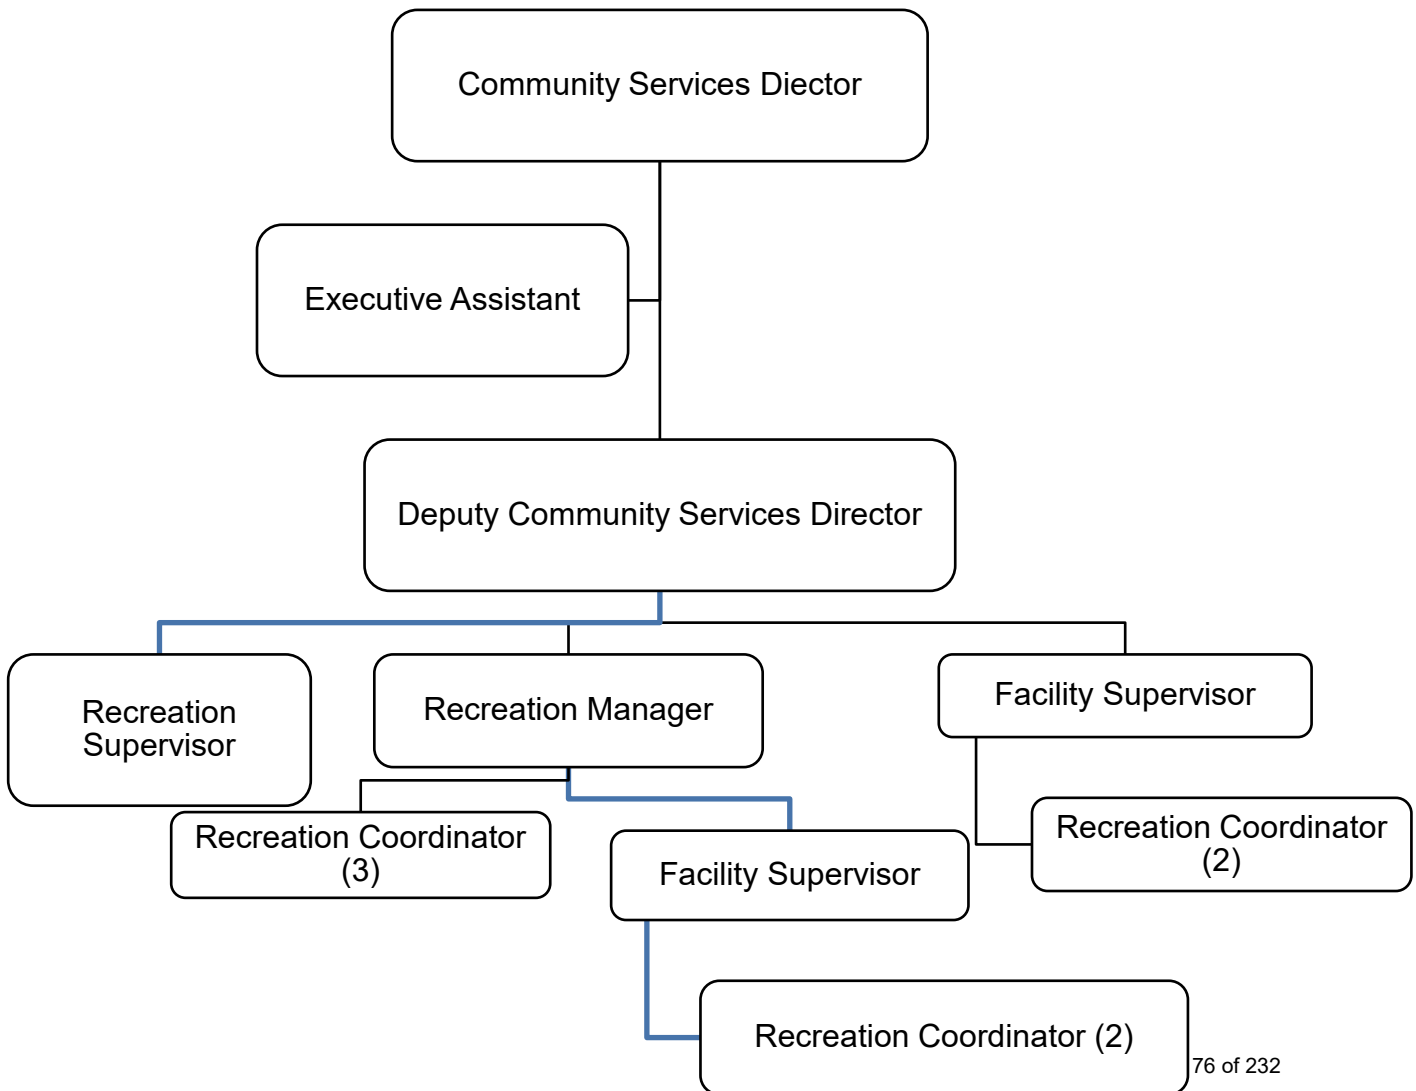 Community Services Diector
Executive Assistant
Deputy Community Services Director
Recreation
Supervisor
Recreation Manager
Facility Supervisor
Recreation Coordinator
(3)
Facility Supervisor
Recreation Coordinator
(2)
Recreation Coordinator (2)
76 of 232